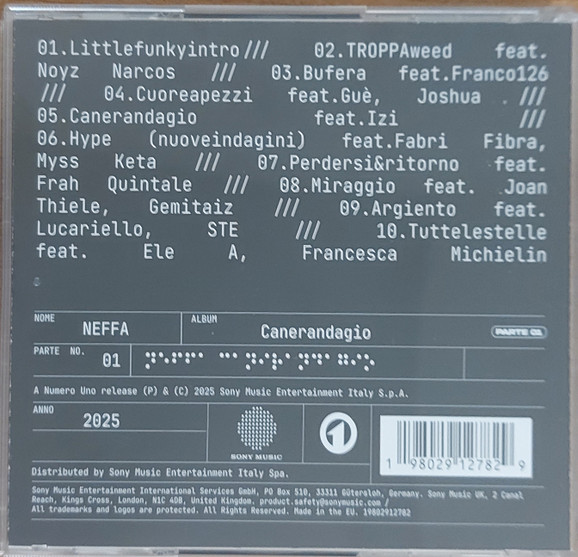 01.Littlefunkyintro /// 02.TROPPAweed feat.
Noyz Narcos /// 03.Bufera feat.Franco126
/// 04.Cuoreapezzi feat.Guè, Joshua ///
05.Canerandagio feat.Izi ///
06.Hype (nuoveindagini) feat.Fabri Fibra,
Myss Keta /// 07.Perdersi&ritorno feat.
Frah Quintale /// 08.Miraggio feat. Joan
Thiele, Gemitaiz /// 09.Argiento feat.
Lucariello, STE /// 10.Tuttelestelle
feat. Ele A, Francesca Michielin
NOME NEFFA ALBUM Canerandagio PARTE 01
PARTE NO. 01
A Numero Uno release (P) & (C) 2025 Sony Music Entertainment Italy S.p.A.
ANNO 2025
SONY MUSIC
1
1 98029 12782 9
Distributed by Sony Music Entertainment Italy Spa.
Sony Music Entertainment International Services GmbH, PO Box 510, 33311 Gütersloh, Germany. Sony Music UK, 2 Canal
Reach, Kings Cross, London, N1C 4DB, United Kingdom. product.safety@sonymusic.com /
All trademarks and logos are protected. All Rights Reserved. Made in the EU. 19802912782